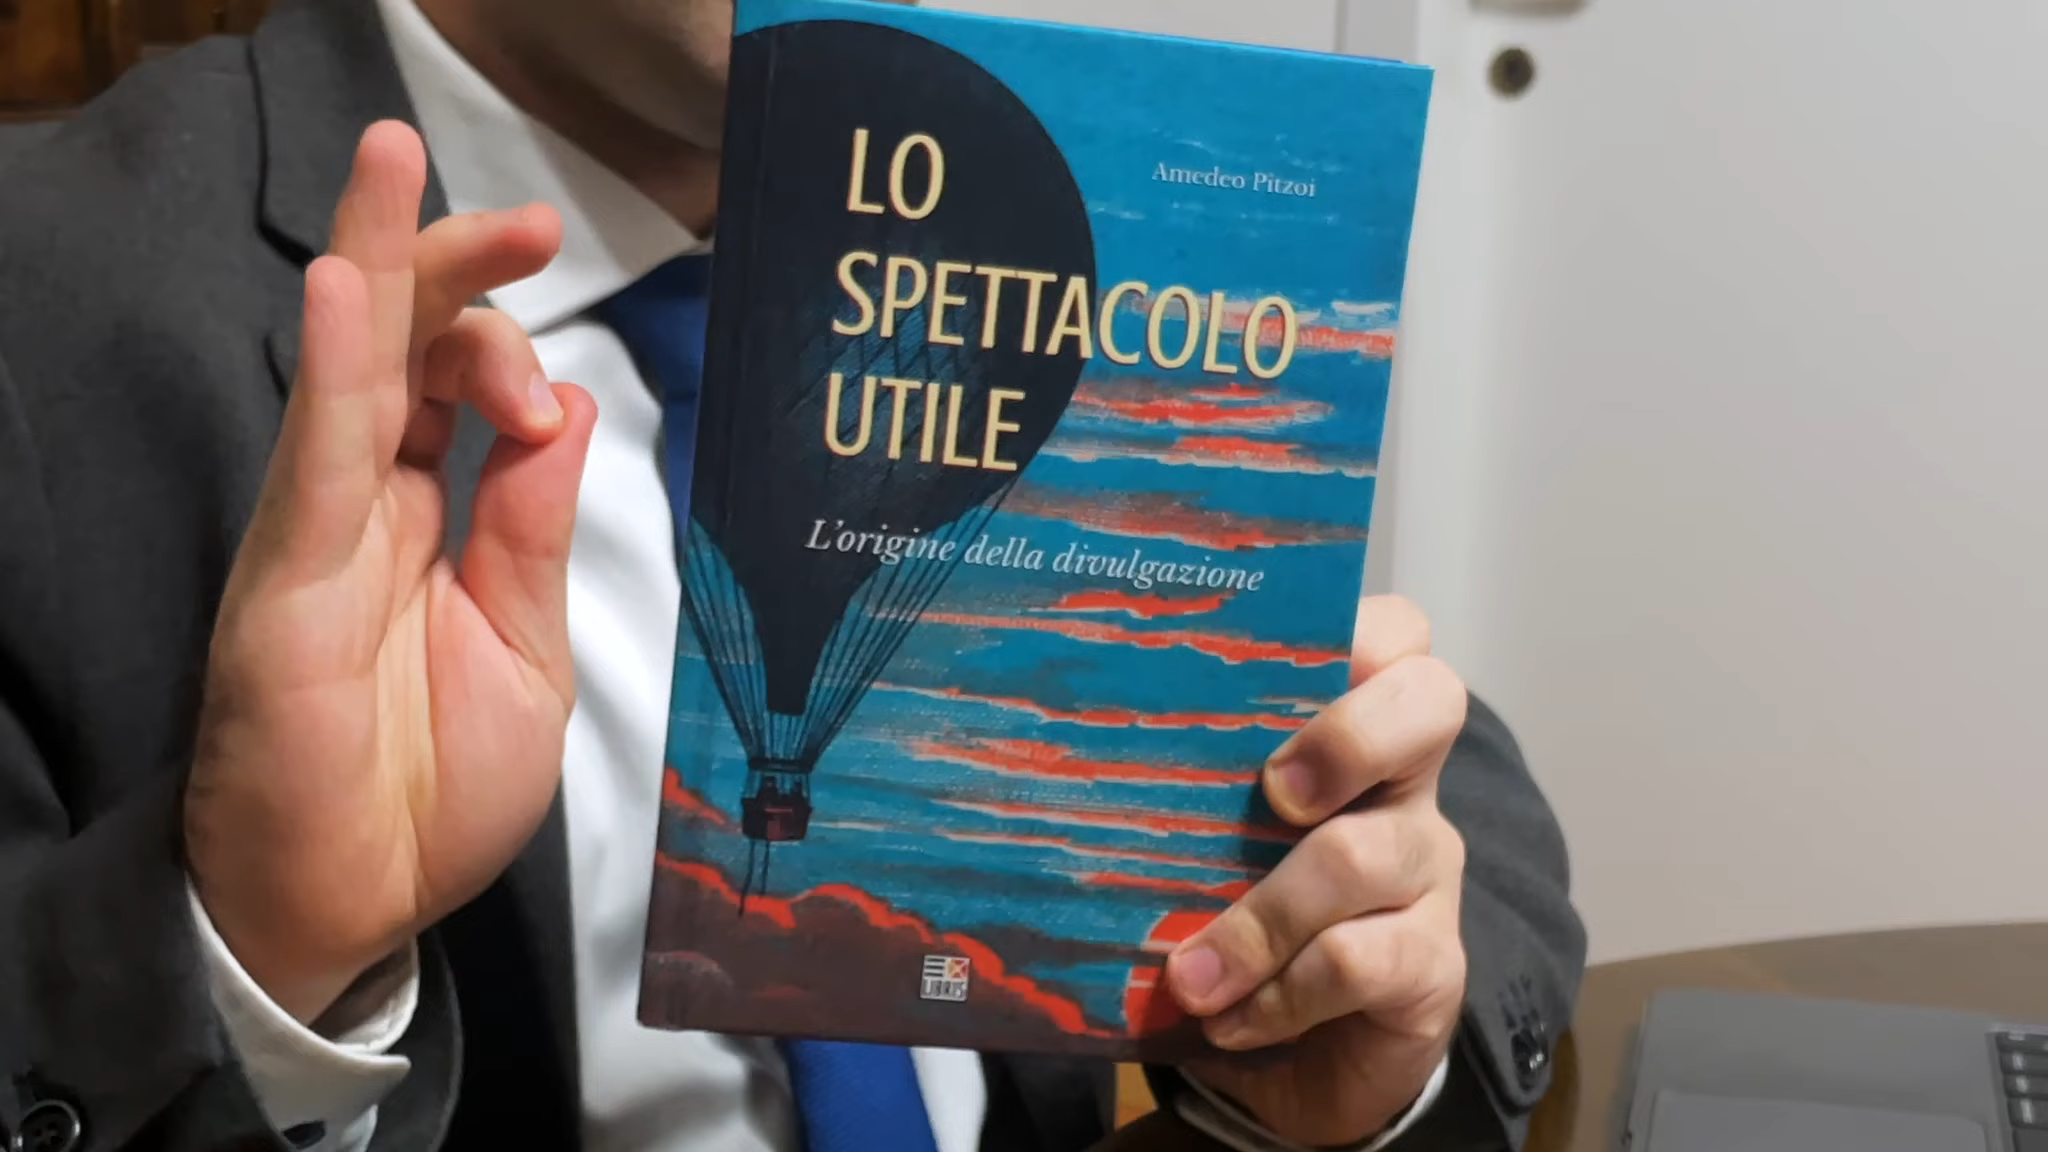 Amedeo Pitzoi
LO
SPETTACOLO
UTILE
L'origine della divulgazione
LIBRIS